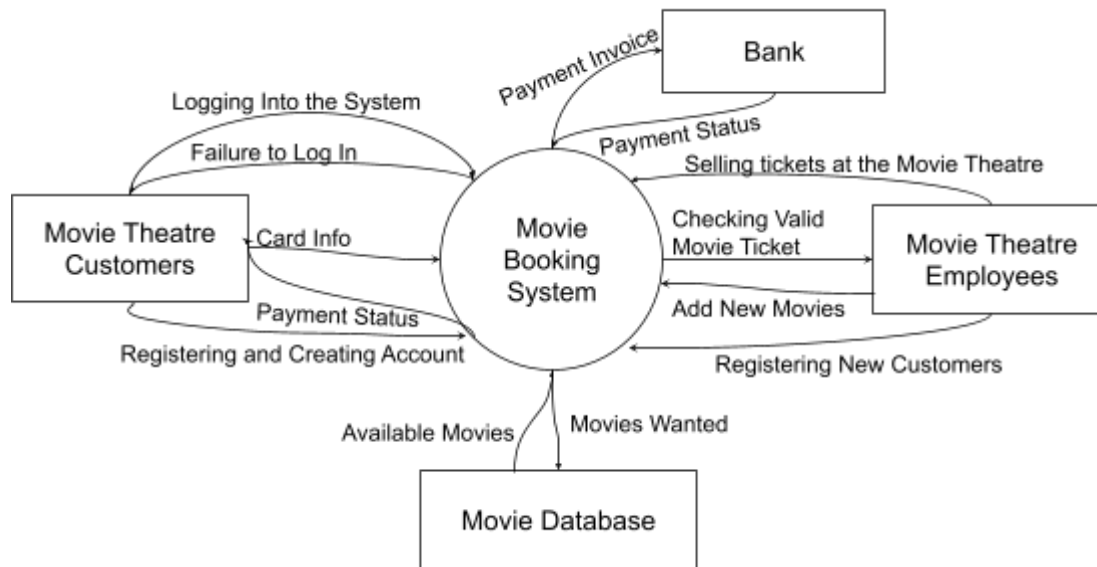 Payment Invoice
Bank
Logging Into the System
Payment Status
Failure to Log In
Selling tickets at the Movie Theatre
Movie Theatre
Customers
Card Info
Movie
Booking
System
Checking Valid
Movie Ticket
Movie Theatre
Employees
Payment Status
Add New Movies
Registering and Creating Account
Registering New Customers
Available Movies
Movies Wanted
Movie Database